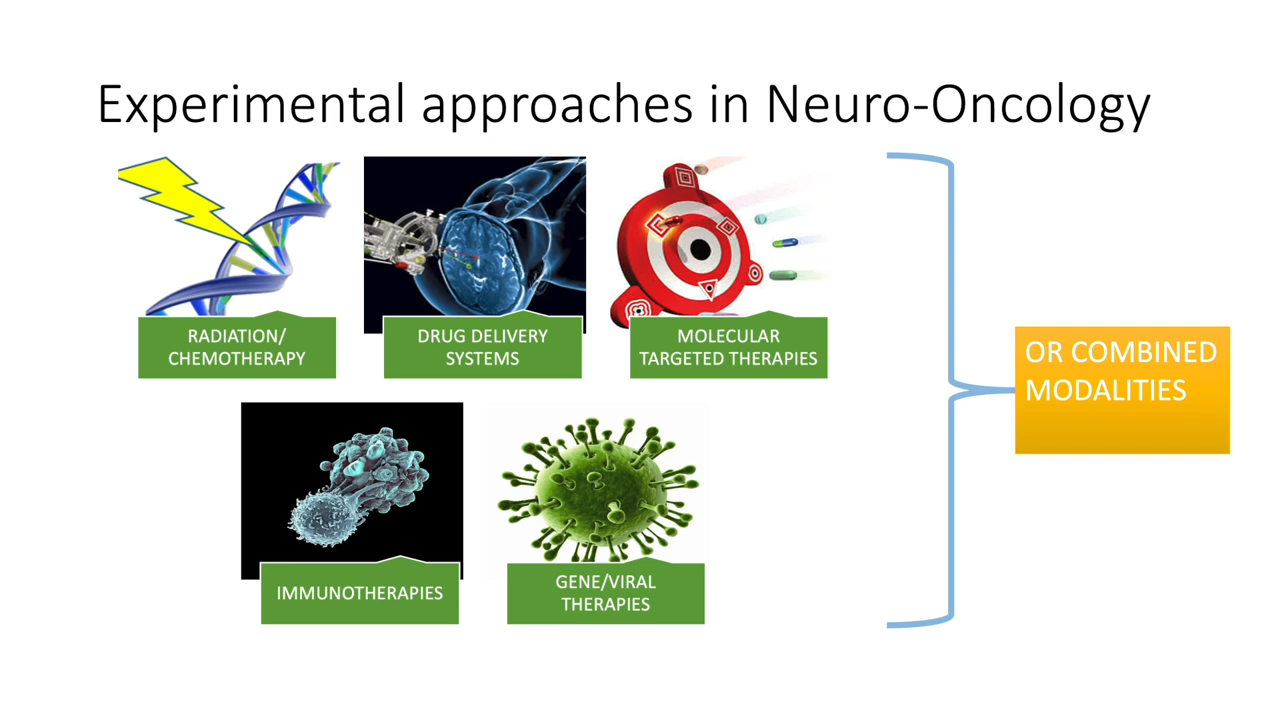 Experimental approaches in Neuro-Oncology
RADIATION/
CHEMOTHERAPY
DRUG DELIVERY
SYSTEMS
MOLECULAR
TARGETED THERAPIES
OR COMBINED
MODALITIES
IMMUNOTHERAPIES
GENE/VIRAL
THERAPIES